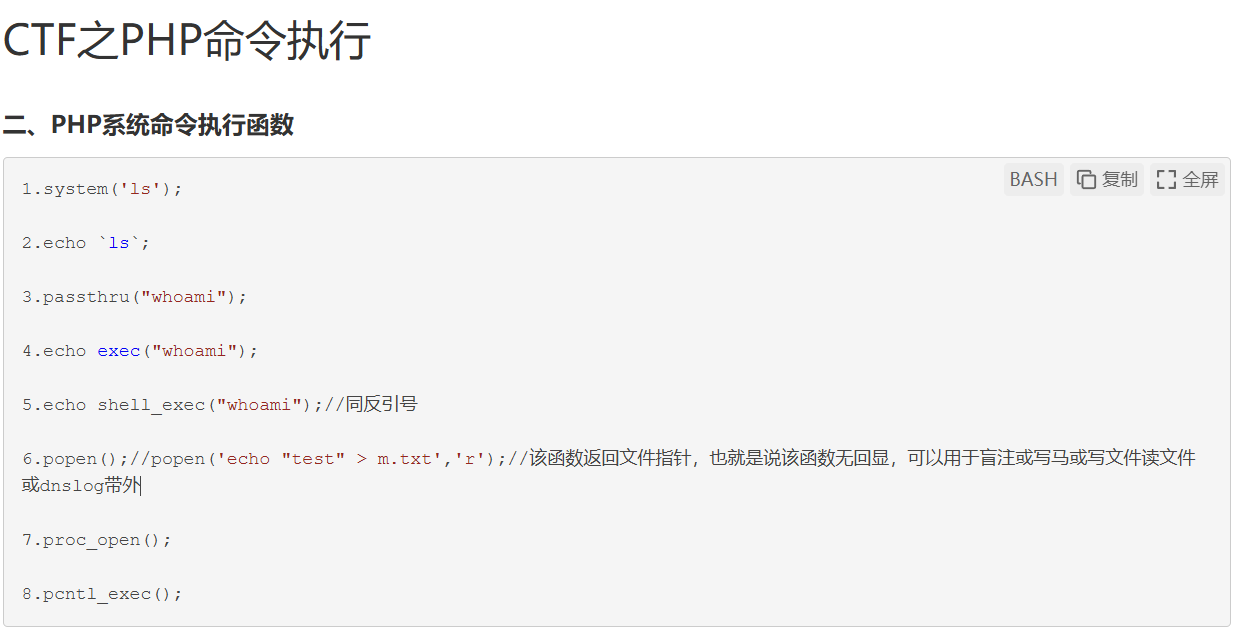 CTF之PHP命令执行
二、PHP系统命令执行函数
BASH 复制 全屏
1.system('ls');
2.echo `ls`;
3.passthru("whoami");
4.echo exec("whoami");
5.echo shell_exec("whoami");//同反引号
6.popen();//popen('echo "test" > m.txt','r');//该函数返回文件指针，也就是说该函数无回显，可以用于盲注或写马或写文件读文件
或dnslog带外
7.proc_open();
8.pcntl_exec();